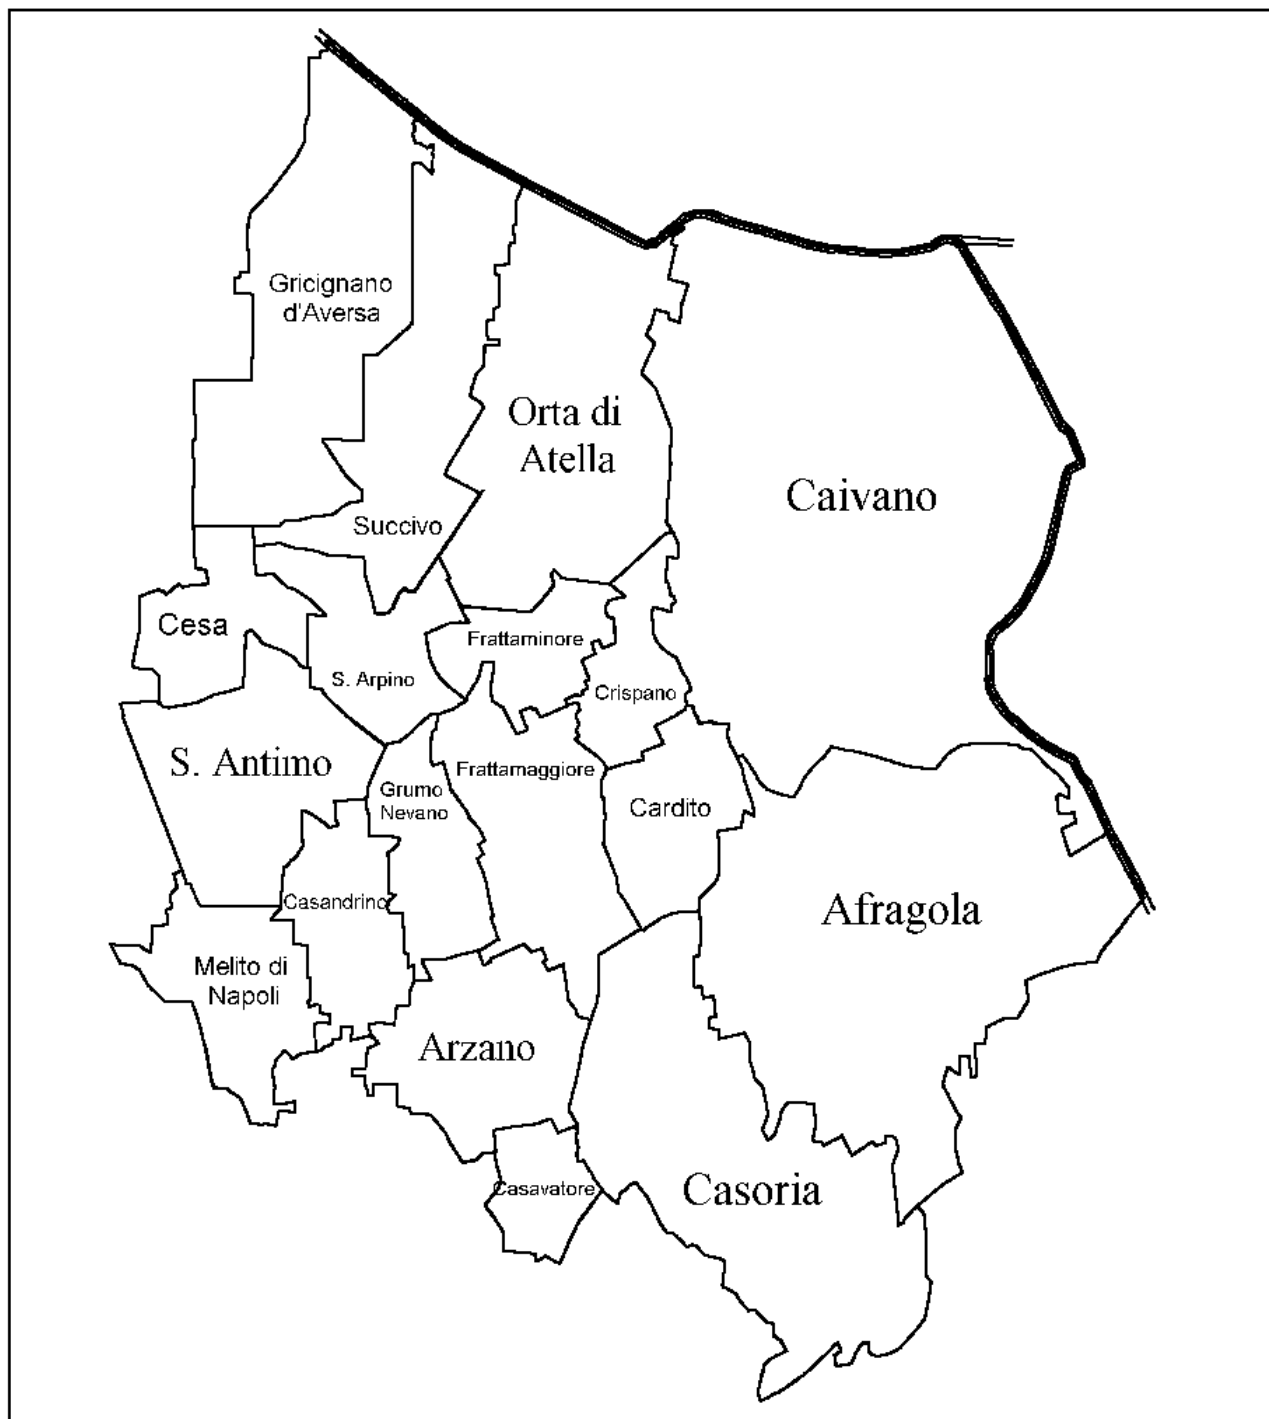 Gricignano
d'Aversa
Orta di
Atella
Caivano
Succivo
Cesa
Frattaminore
S. Arpino
Crispano
S. Antimo
Frattamaggiore
Grumo
Nevano
Cardito
Casandrino
Afragola
Melito di
Napoli
Arzano
Casavatore
Casoria